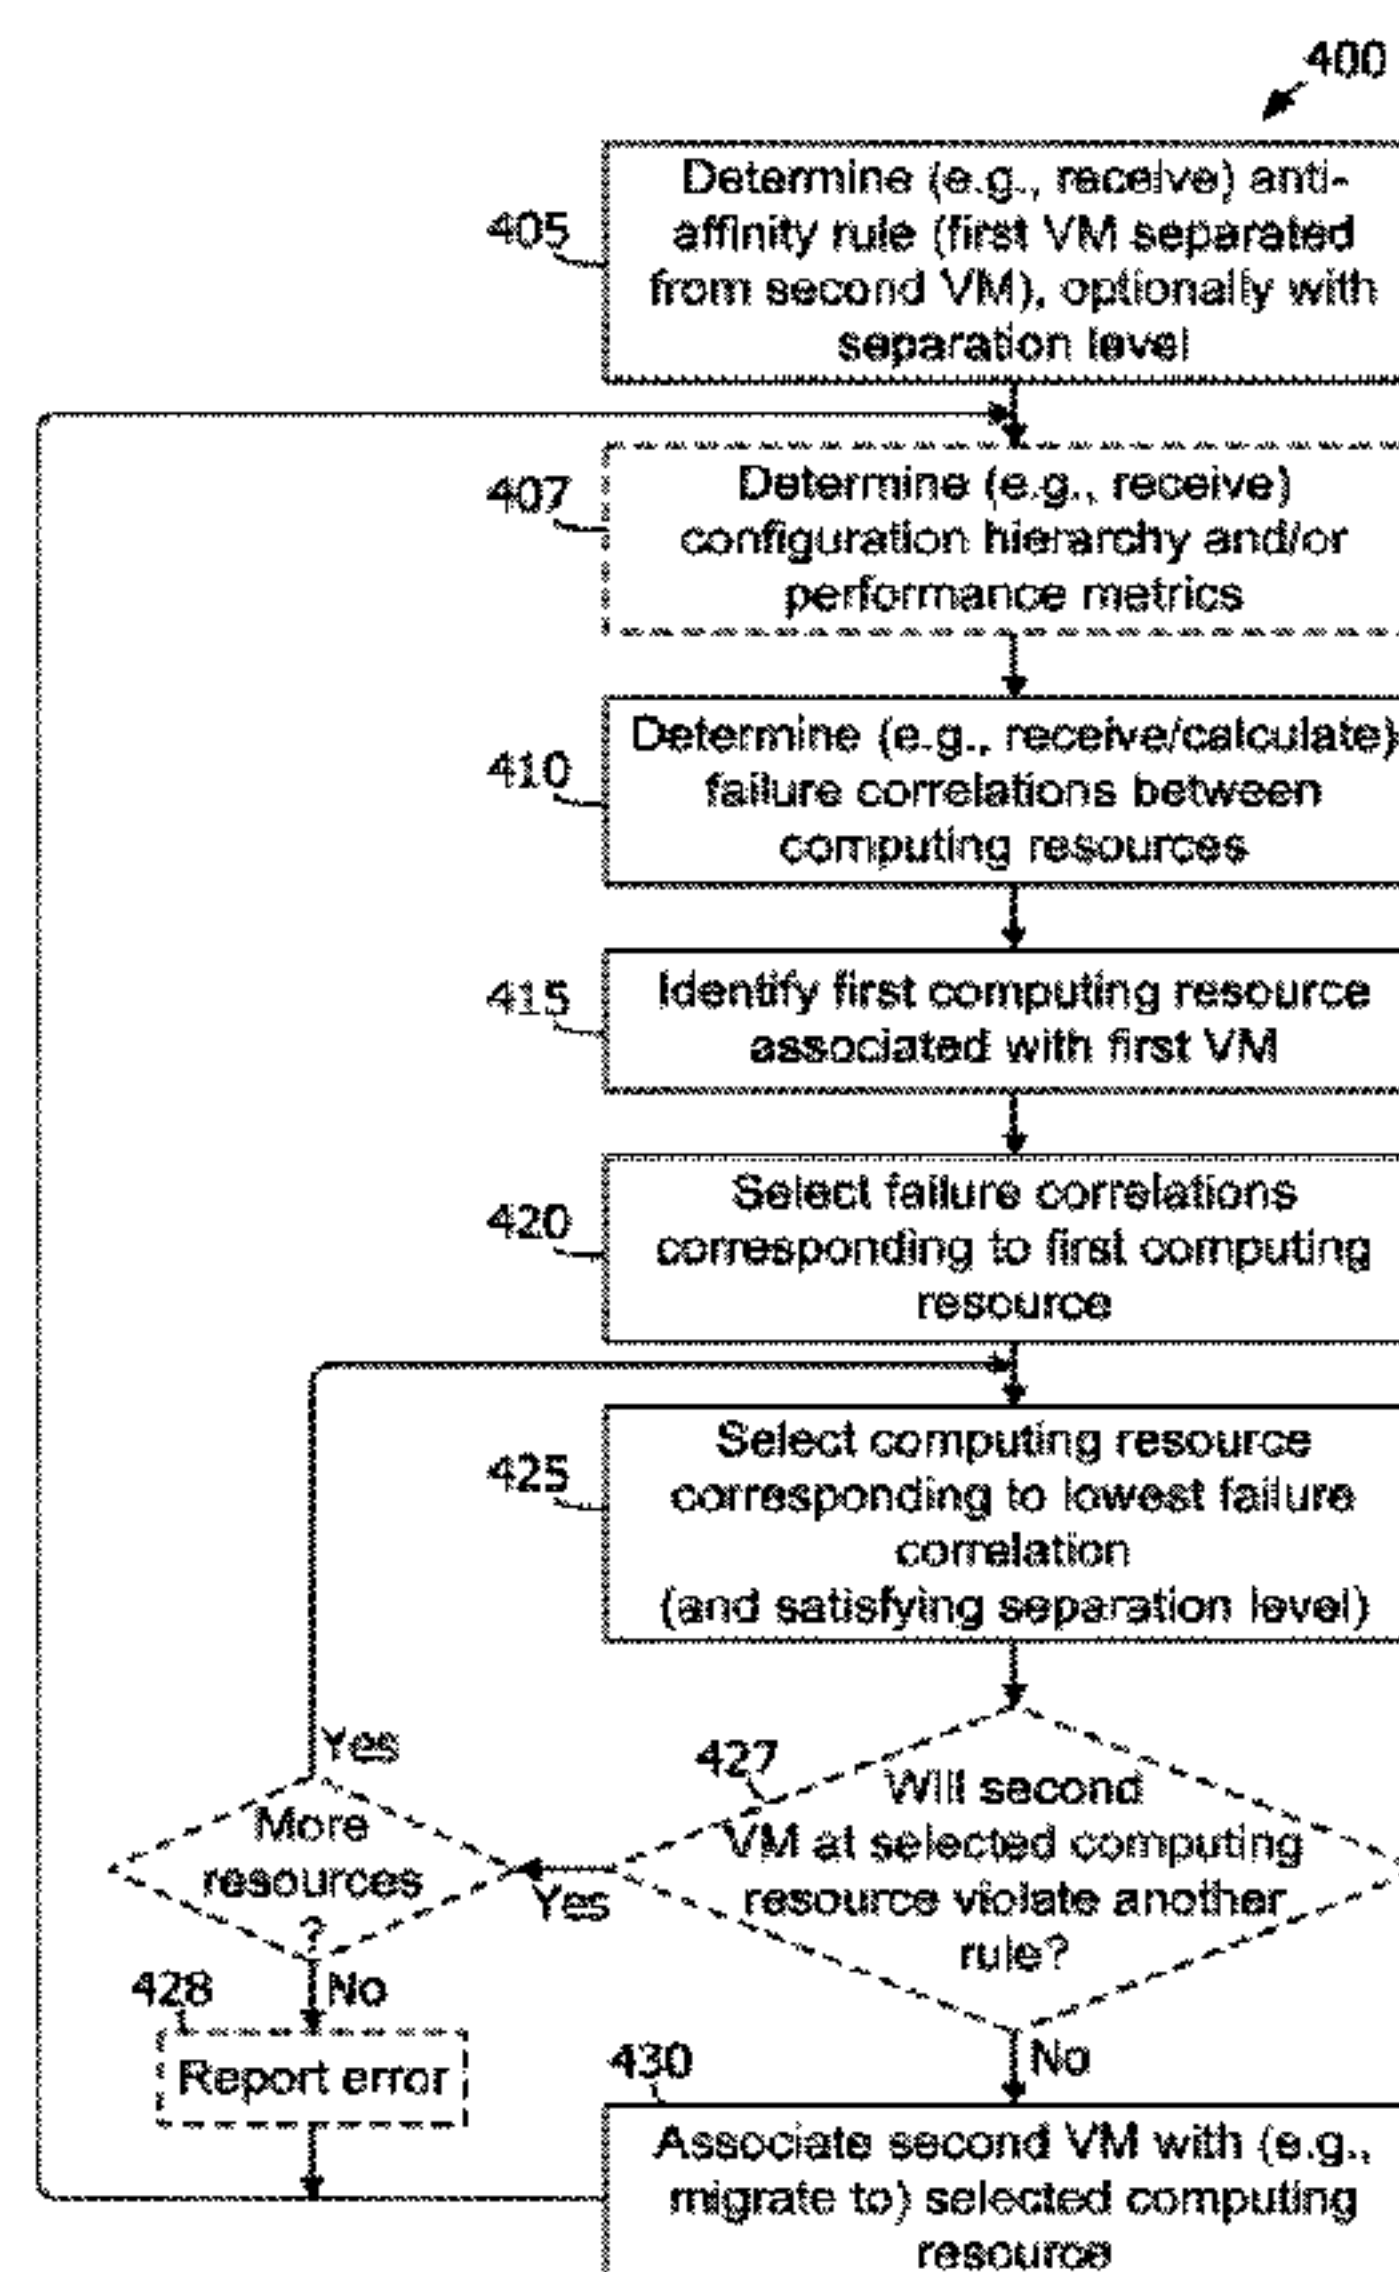 400
405
Determine (e.g., receive) anti-
affinity rule (first VM separated
from second VM), optionally with
separation level
407
Determine (e.g., receive)
configuration hierarchy and/or
performance metrics
410
Determine (e.g., receive/calculate)
failure correlations between
computing resources
415
Identify first computing resource
associated with first VM
420
Select failure correlations
corresponding to first computing
resource
425
Select computing resource
corresponding to lowest failure
correlation
(and satisfying separation level)
427
Will second
VM at selected computing
resource violate another
rule?
Yes
Yes
More
resources
?
No
428
Report error
No
430
Associate second VM with (e.g.,
migrate to) selected computing
resource